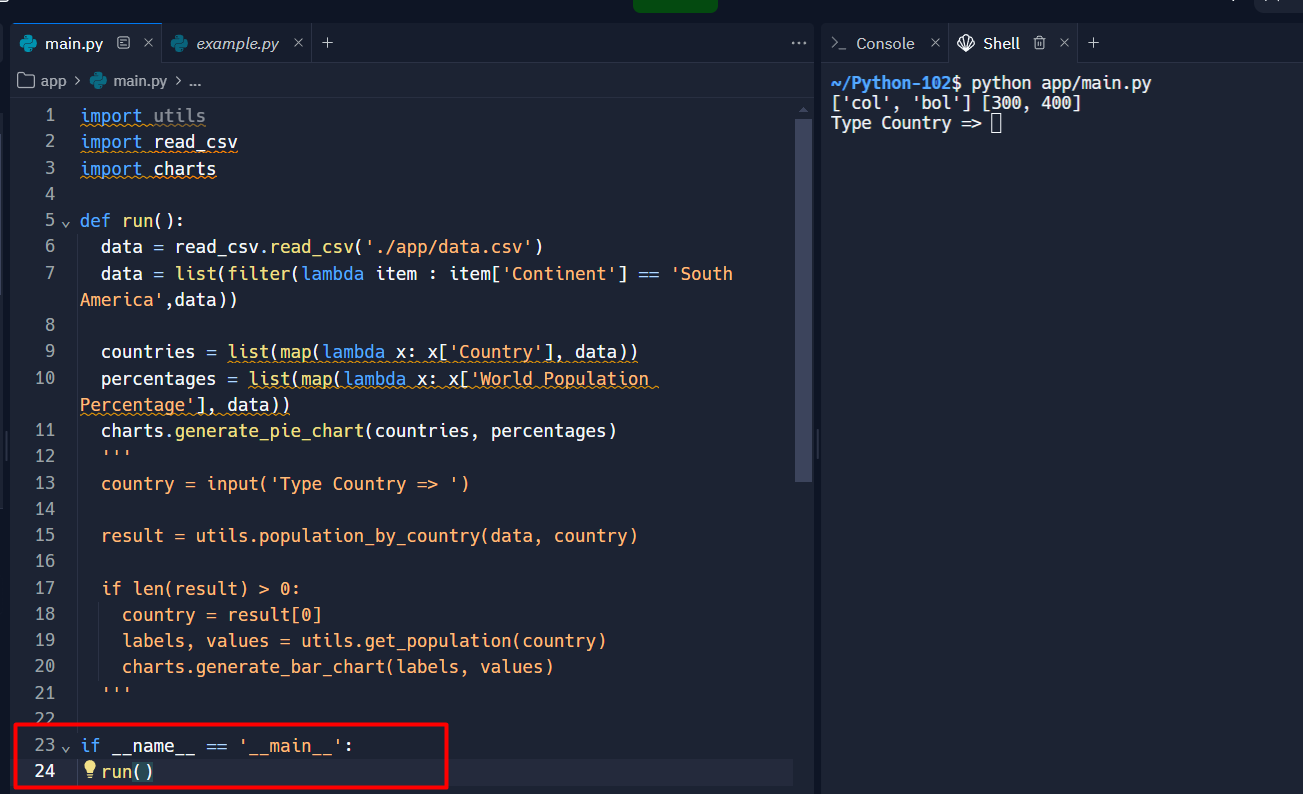 main.py
example.py
Console
Shell
app > main.py > ...
1 import utils
2 import read_csv
3 import charts
4
5 def run():
6 data = read_csv.read_csv('./app/data.csv')
7 data = list(filter(lambda item : item['Continent'] == 'South
America',data))
8
9 countries = list(map(lambda x: x['Country'], data))
10 percentages = list(map(lambda x: x['World Population
Percentage'], data))
11 charts.generate_pie_chart(countries, percentages)
12 '''
13 country = input('Type Country => ')
14
15 result = utils.population_by_country(data, country)
16
17 if len(result) > 0:
18 country = result[0]
19 labels, values = utils.get_population(country)
20 charts.generate_bar_chart(labels, values)
21 '''
22
23 if __name__ == '__main__':
24 run()
~/Python-102$ python app/main.py
['col', 'bol'] [300, 400]
Type Country =>